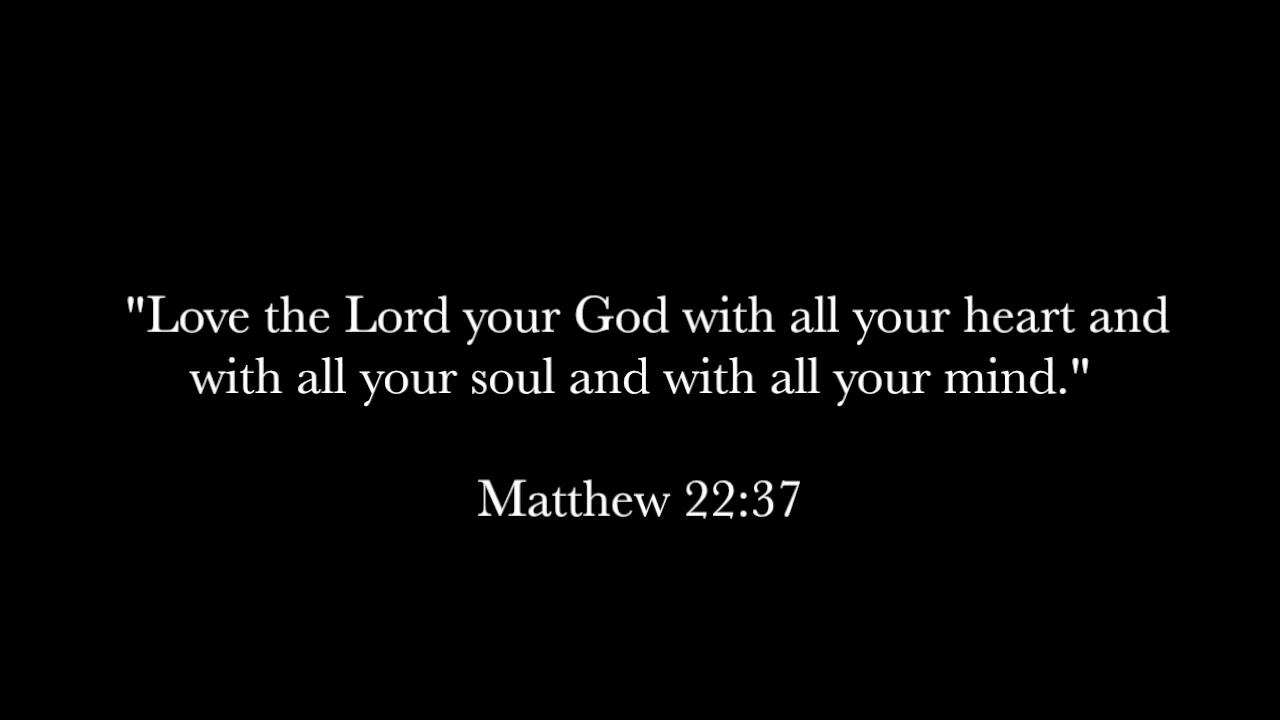 "Love the Lord your God with all your heart and
with all your soul and with all your mind."
Matthew 22:37